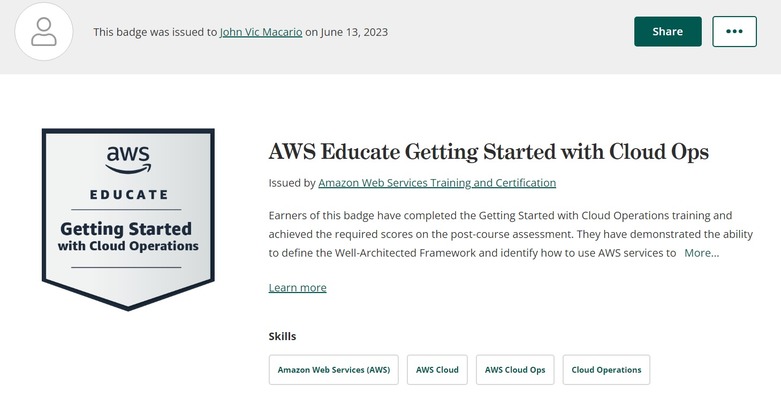 This badge was issued to John Vic Macario on June 13, 2023
Share
aws
EDUCATE
Getting Started
with Cloud Operations
AWS Educate Getting Started with Cloud Ops
Issued by Amazon Web Services Training and Certification
Earners of this badge have completed the Getting Started with Cloud Operations training and
achieved the required scores on the post-course assessment. They have demonstrated the ability
to define the Well-Architected Framework and identify how to use AWS services to More...
Learn more
Skills
Amazon Web Services (AWS)
AWS Cloud
AWS Cloud Ops
Cloud Operations